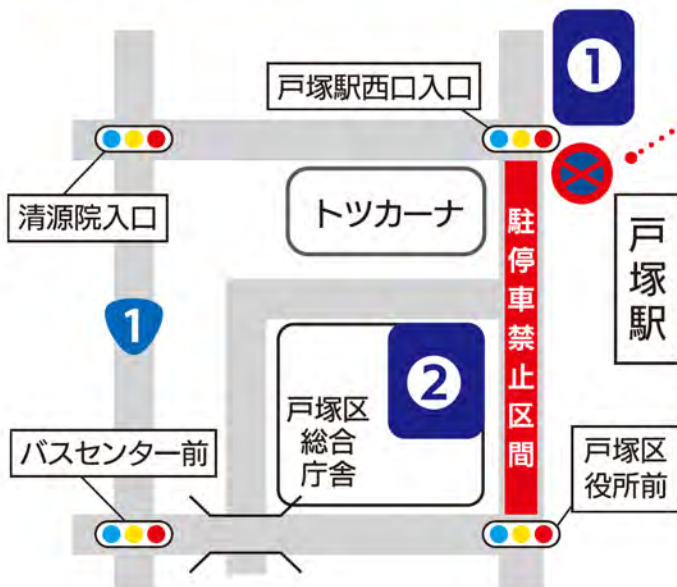 1
戸塚駅西口入口
清源院入口
トツカーナ
駐停車禁止区間
戸塚駅
1
2
戸塚区
総合
庁舎
バスセンター前
戸塚区
役所前